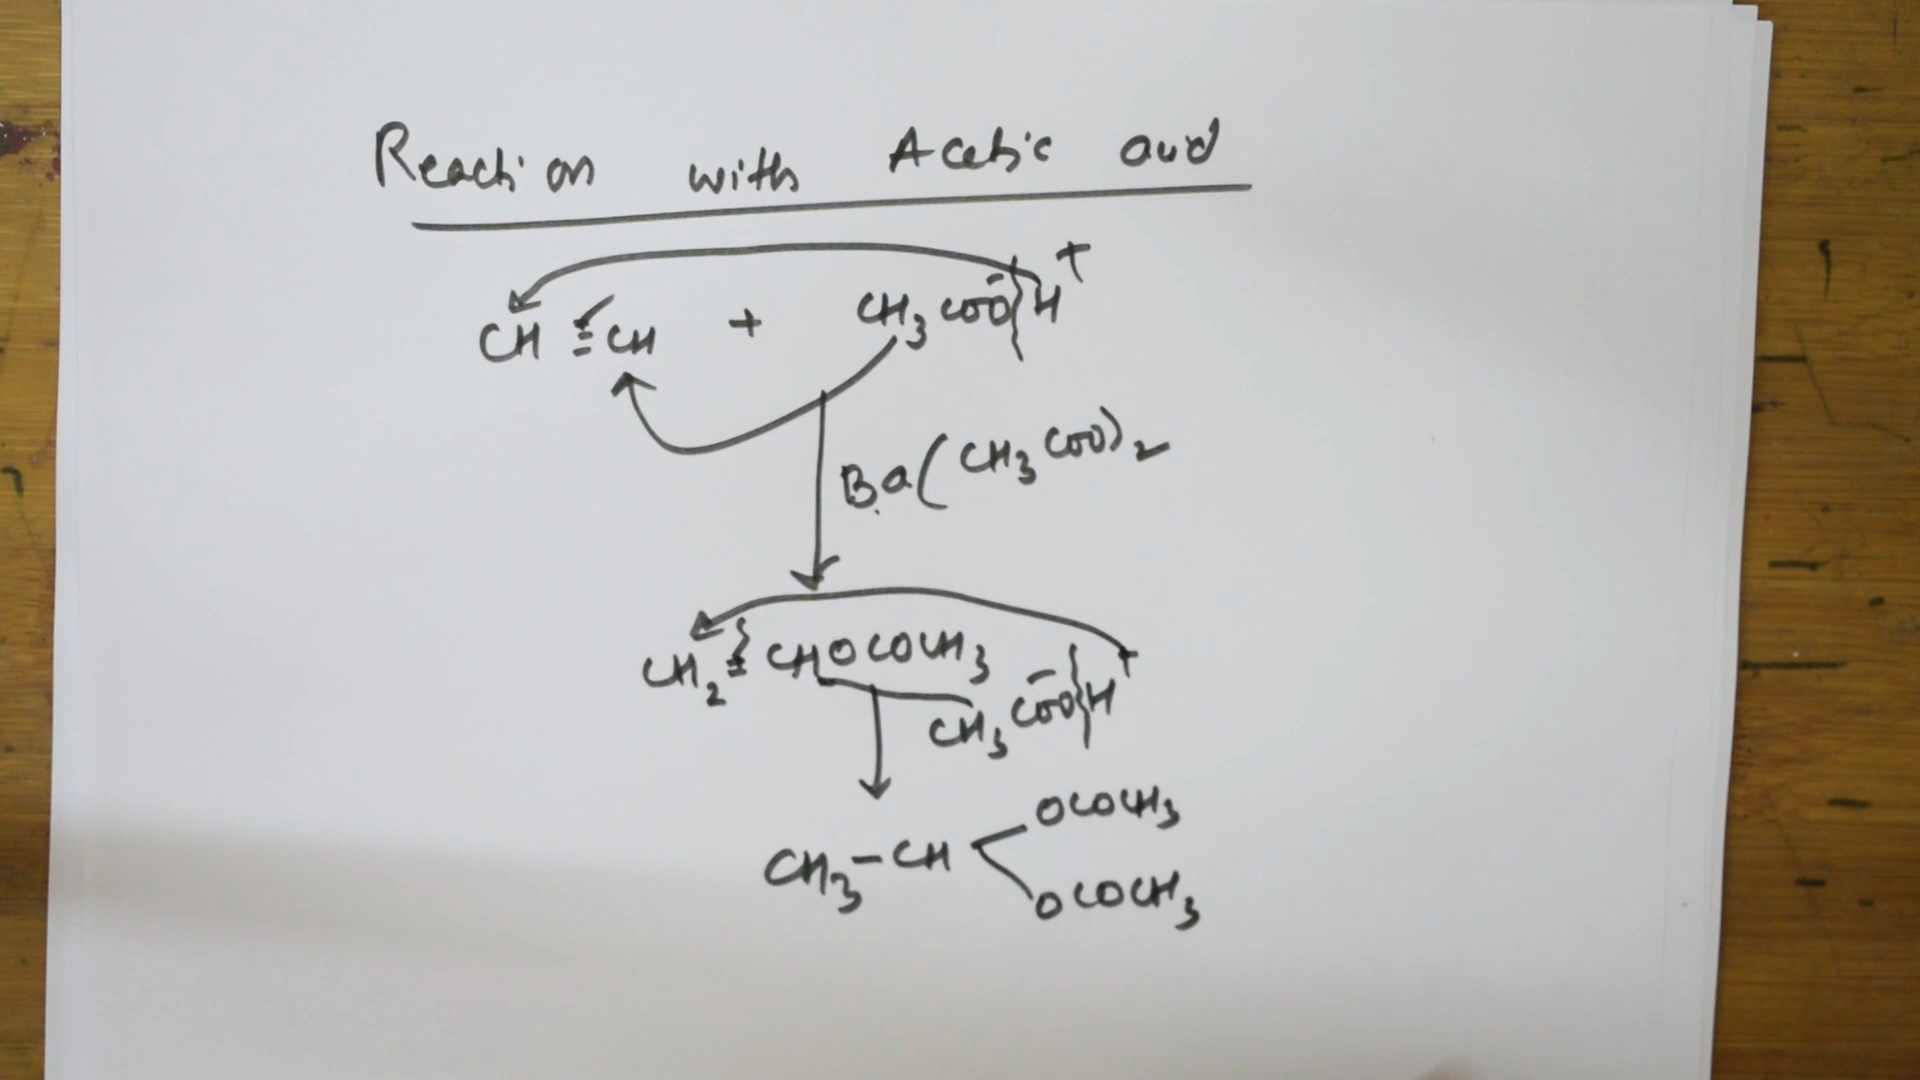 Reaction with Acetic acid
CH ≡ CH + CH₃COO⁻ H⁺
Ba(CH₃COO)₂
CH₂ = CHOCOCH₃
CH₃COO⁻ H⁺
CH₃-CH
OCOCH₃
OCOCH₃